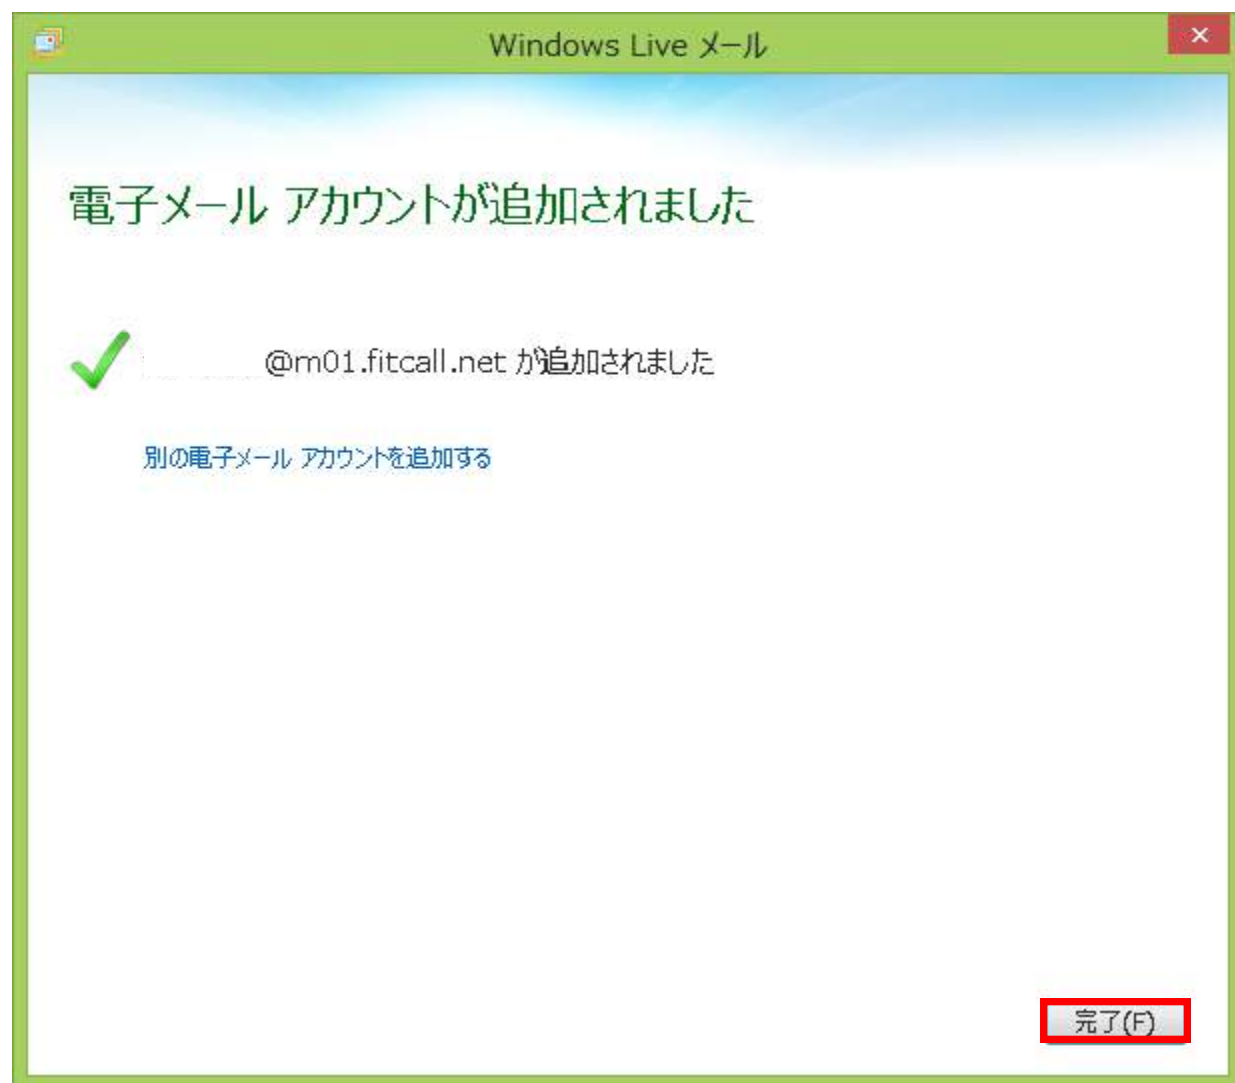 Windows Live メール
電子メール アカウントが追加されました
@m01.fitcall.net が追加されました
別の電子メール アカウントを追加する
完了(F)